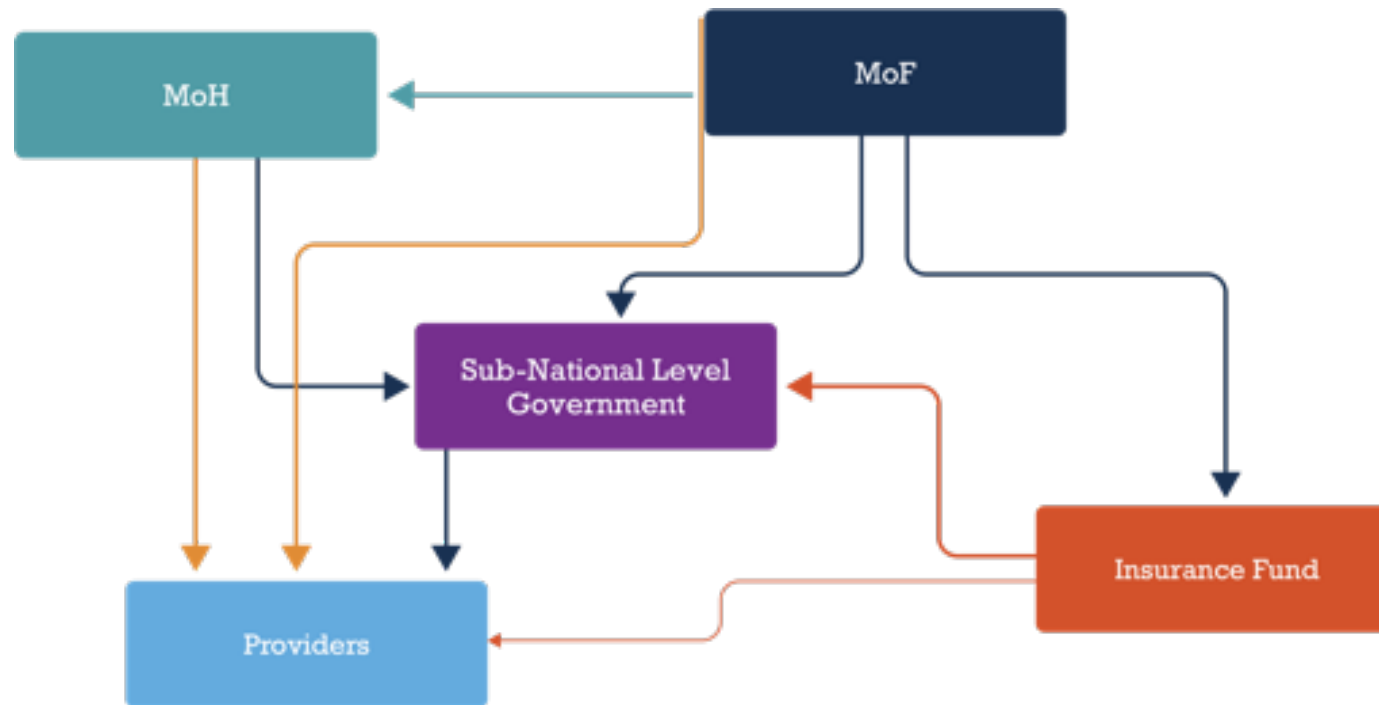 MoH
MoF
Sub-National Level
Government
Insurance Fund
Providers